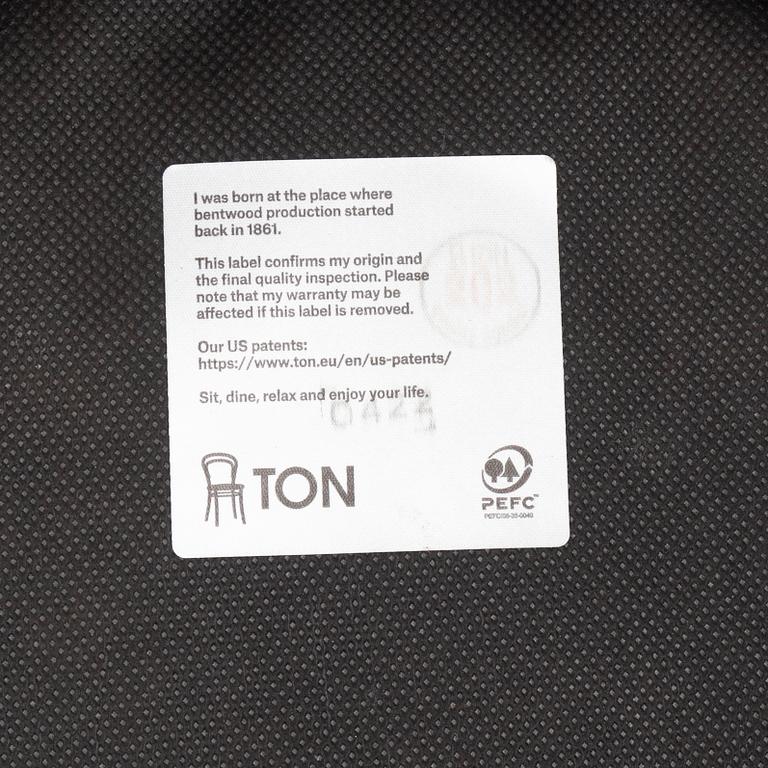 I was born at the place where
bentwood production started
back in 1861.
This label confirms my origin and
the final quality inspection. Please
note that my warranty may be
affected if this label is removed.
Our US patents:
https://www.ton.eu/en/us-patents/
Sit, dine, relax and enjoy your life.
TON
PEFC™